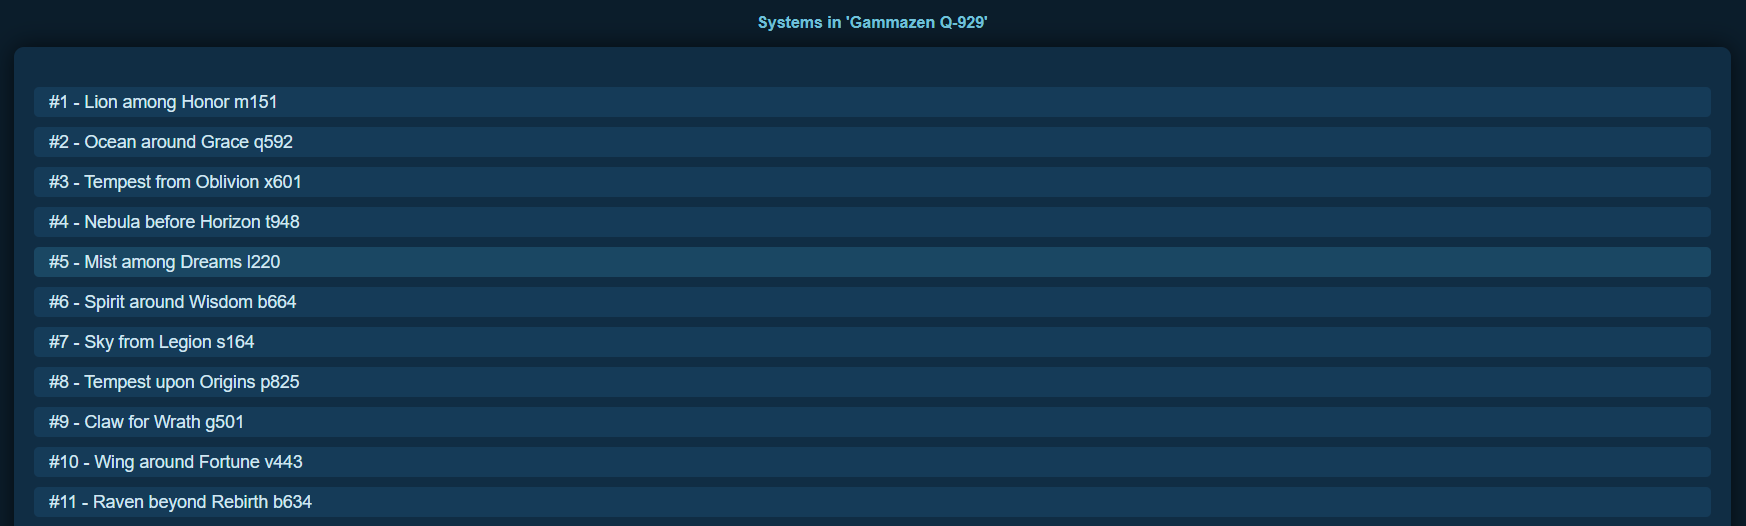 Systems in 'Gammazen Q-929'
#1 - Lion among Honor m151
#2 - Ocean around Grace q592
#3 - Tempest from Oblivion x601
#4 - Nebula before Horizon t948
#5 - Mist among Dreams l220
#6 - Spirit around Wisdom b664
#7 - Sky from Legion s164
#8 - Tempest upon Origins p825
#9 - Claw for Wrath g501
#10 - Wing around Fortune v443
#11 - Raven beyond Rebirth b634